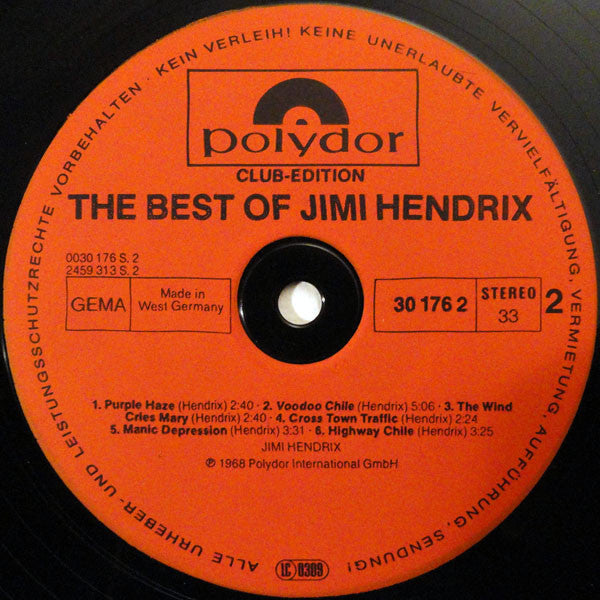 ALLE URHEBER- UND LEISTUNGSSCHUTZRECHTE VORBEHALTEN · KEIN VERLEIH! KEINE UNERLAUBTE VERVIELFÄLTIGUNG, VERMIETUNG, AUFFÜHRUNG, SENDUNG!
polydor
CLUB-EDITION
THE BEST OF JIMI HENDRIX
0030 176 S. 2
2459 313 S. 2
GEMA
Made in
West Germany
30 176 2
STEREO
33
2
1. Purple Haze (Hendrix) 2:40 · 2. Voodoo Chile (Hendrix) 5:06 · 3. The Wind
Cries Mary (Hendrix) 2:40 · 4. Cross Town Traffic (Hendrix) 2:24
5. Manic Depression (Hendrix) 3:31 · 6. Highway Chile (Hendrix) 3:25
JIMI HENDRIX
℗ 1968 Polydor International GmbH
LC 0309